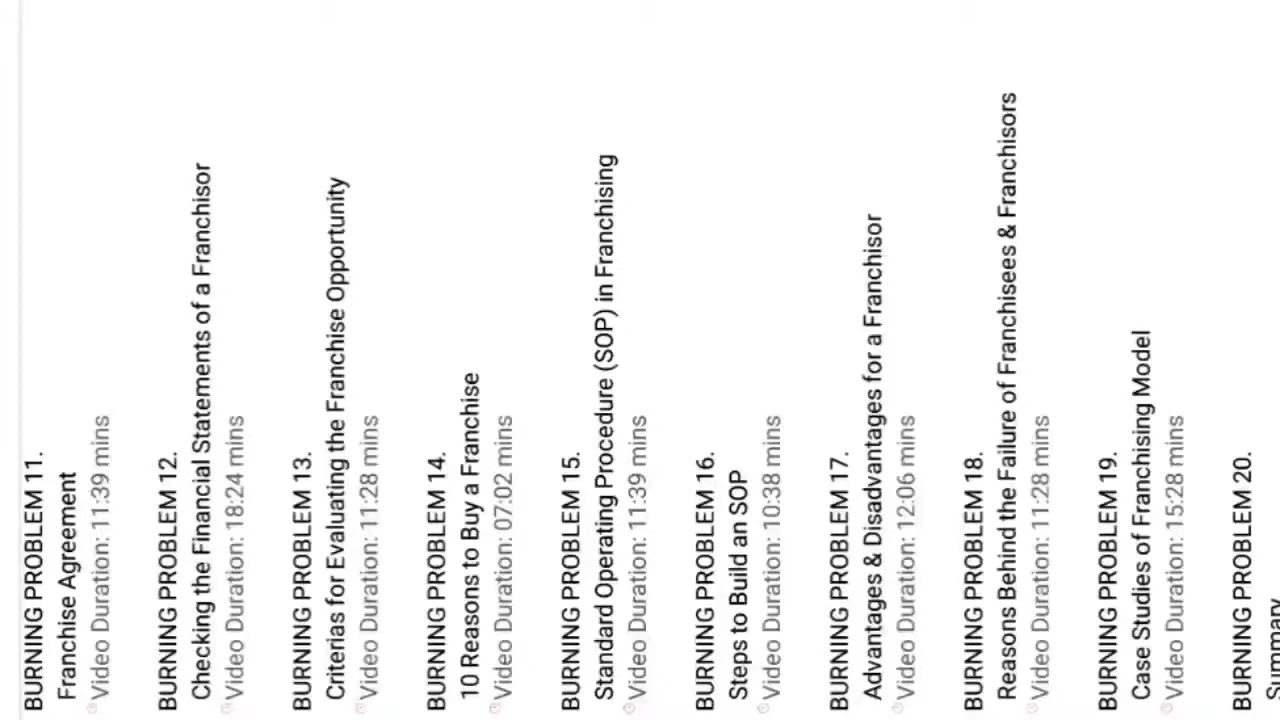 BURNING PROBLEM 11.
Franchise Agreement
Video Duration: 11:39 mins
BURNING PROBLEM 12.
Checking the Financial Statements of a Franchisor
Video Duration: 18:24 mins
BURNING PROBLEM 13.
Criterias for Evaluating the Franchise Opportunity
Video Duration: 11:28 mins
BURNING PROBLEM 14.
10 Reasons to Buy a Franchise
Video Duration: 07:02 mins
BURNING PROBLEM 15.
Standard Operating Procedure (SOP) in Franchising
Video Duration: 11:39 mins
BURNING PROBLEM 16.
Steps to Build an SOP
Video Duration: 10:38 mins
BURNING PROBLEM 17.
Advantages & Disadvantages for a Franchisor
Video Duration: 12:06 mins
BURNING PROBLEM 18.
Reasons Behind the Failure of Franchisees & Franchisors
Video Duration: 11:28 mins
BURNING PROBLEM 19.
Case Studies of Franchising Model
Video Duration: 15:28 mins
BURNING PROBLEM 20.
Summary